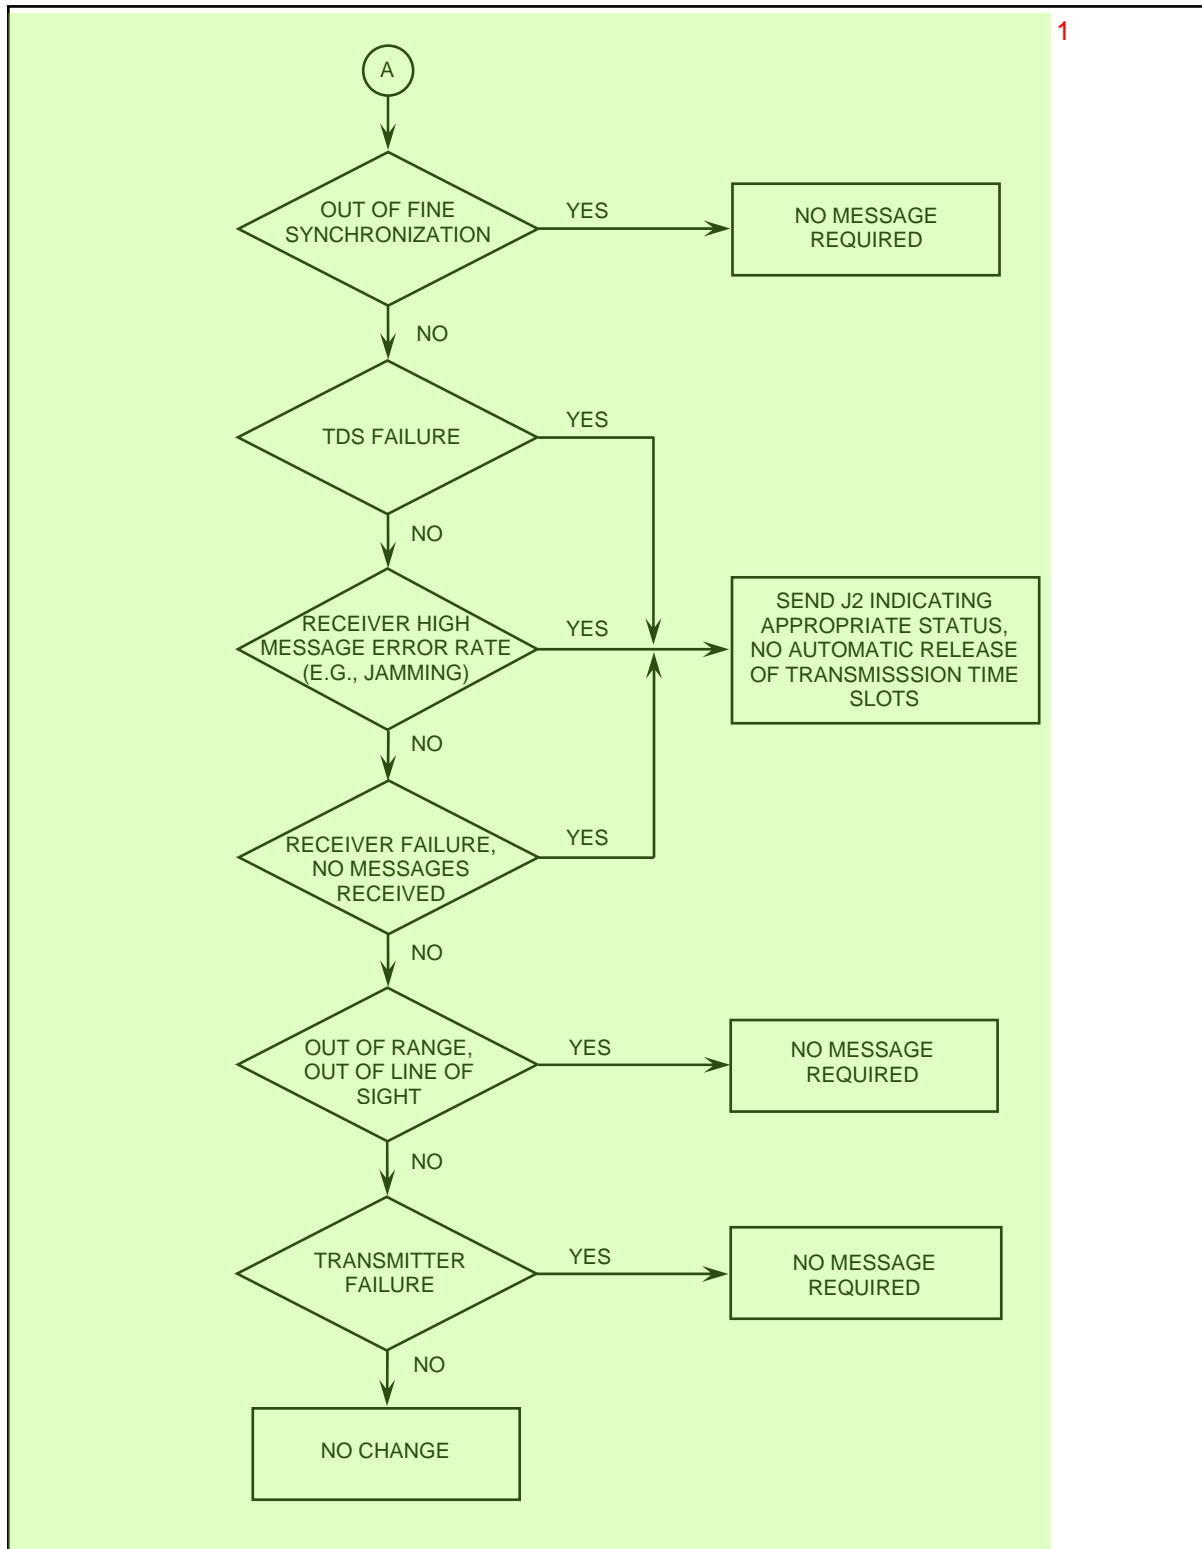 1
A
OUT OF FINE
SYNCHRONIZATION
YES
NO MESSAGE
REQUIRED
NO
TDS FAILURE
YES
NO
RECEIVER HIGH
MESSAGE ERROR RATE
(E.G., JAMMING)
YES
SEND J2 INDICATING
APPROPRIATE STATUS,
NO AUTOMATIC RELEASE
OF TRANSMISSSION TIME
SLOTS
NO
RECEIVER FAILURE,
NO MESSAGES
RECEIVED
YES
NO
OUT OF RANGE,
OUT OF LINE OF
SIGHT
YES
NO MESSAGE
REQUIRED
NO
TRANSMITTER
FAILURE
YES
NO MESSAGE
REQUIRED
NO
NO CHANGE